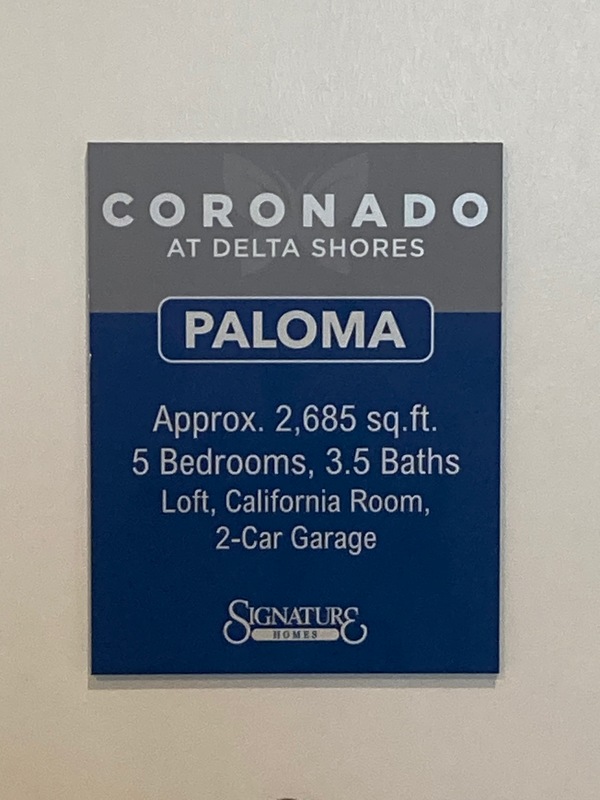 CORONADO
AT DELTA SHORES
PALOMA
Approx. 2,685 sq.ft.
5 Bedrooms, 3.5 Baths
Loft, California Room,
2-Car Garage
SIGNATURE
HOMES